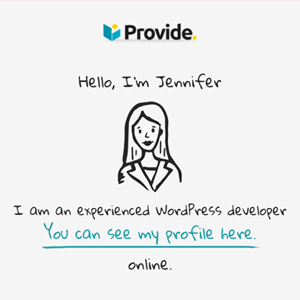 Provide.
Hello, I'm Jennifer
I am an experienced WordPress developer
You can see my profile here.
online.